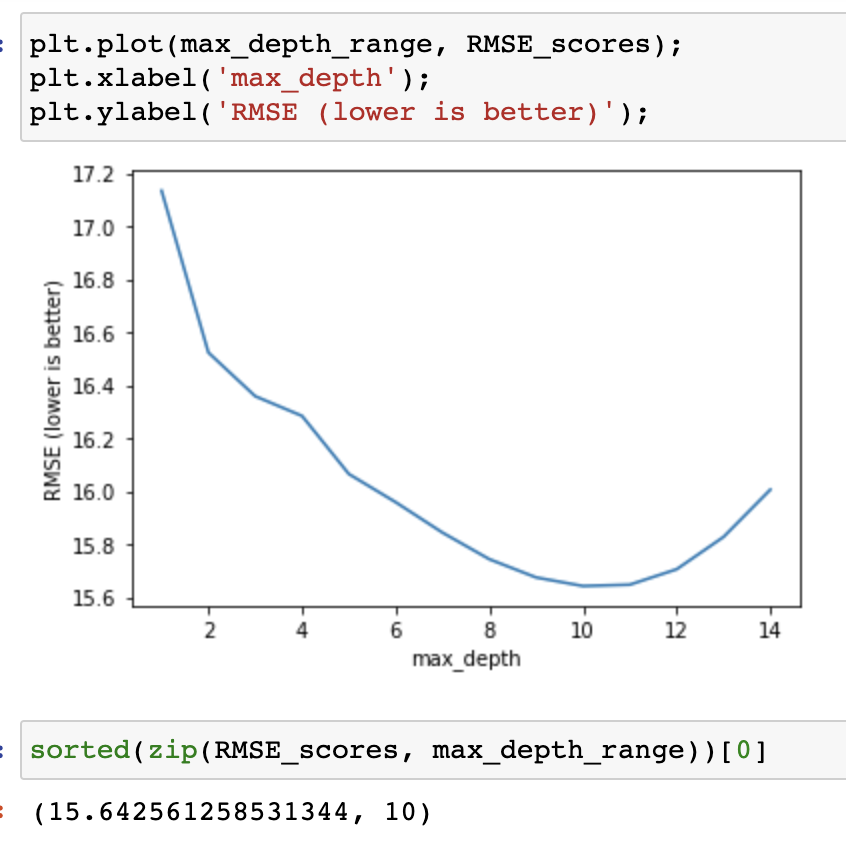 plt.plot(max_depth_range, RMSE_scores);
plt.xlabel('max_depth');
plt.ylabel('RMSE (lower is better)');
17.2
17.0
16.8
16.6
16.4
16.2
16.0
15.8
15.6
RMSE (lower is better)
2 4 6 8 10 12 14
max_depth
sorted(zip(RMSE_scores, max_depth_range))[0]
(15.642561258531344, 10)